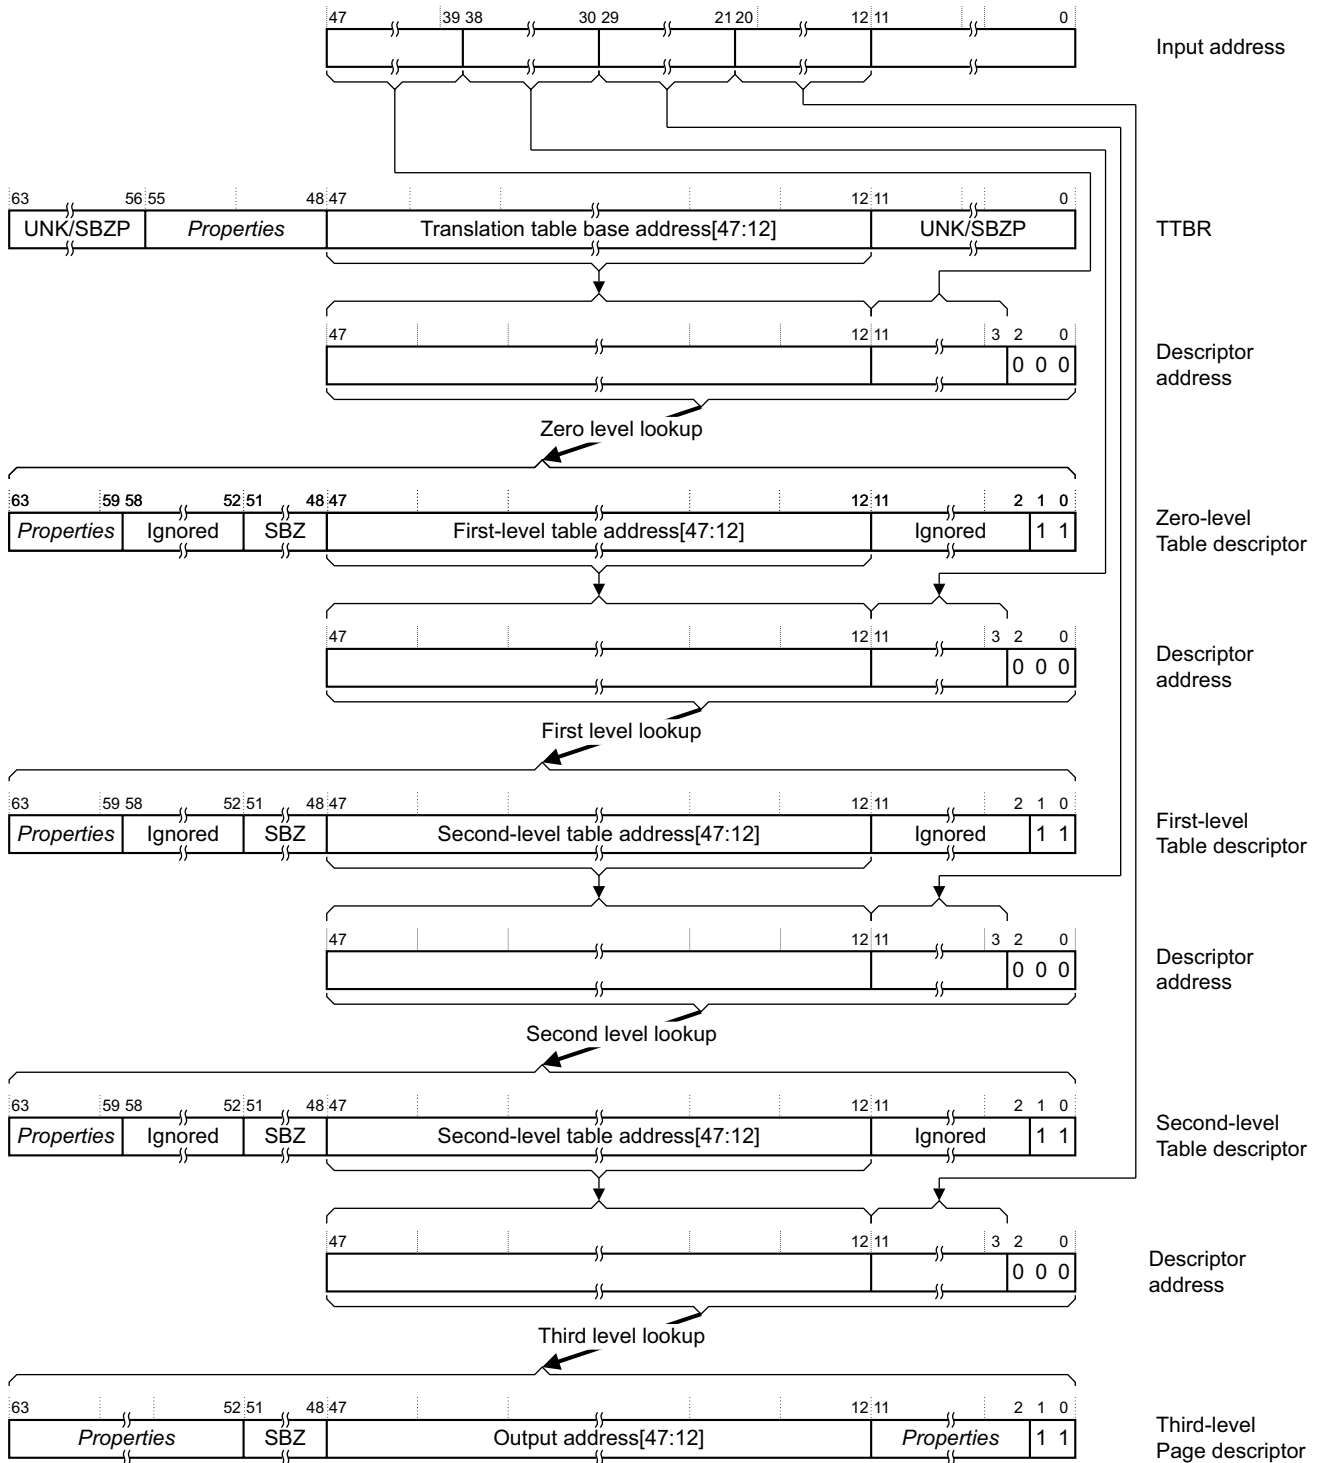 47 39 38 30 29 21 20 12 11 0
Input address
63 56 55 48 47 12 11 0
UNK/SBZP Properties Translation table base address[47:12] UNK/SBZP
TTBR
47 12 11 3 2 0
0 0 0
Descriptor
address
Zero level lookup
63 59 58 52 51 48 47 12 11 2 1 0
Properties Ignored SBZ First-level table address[47:12] Ignored 1 1
Zero-level
Table descriptor
47 12 11 3 2 0
0 0 0
Descriptor
address
First level lookup
63 59 58 52 51 48 47 12 11 2 1 0
Properties Ignored SBZ Second-level table address[47:12] Ignored 1 1
First-level
Table descriptor
47 12 11 3 2 0
0 0 0
Descriptor
address
Second level lookup
63 59 58 52 51 48 47 12 11 2 1 0
Properties Ignored SBZ Second-level table address[47:12] Ignored 1 1
Second-level
Table descriptor
47 12 11 3 2 0
0 0 0
Descriptor
address
Third level lookup
63 52 51 48 47 12 11 2 1 0
Properties SBZ Output address[47:12] Properties 1 1
Third-level
Page descriptor